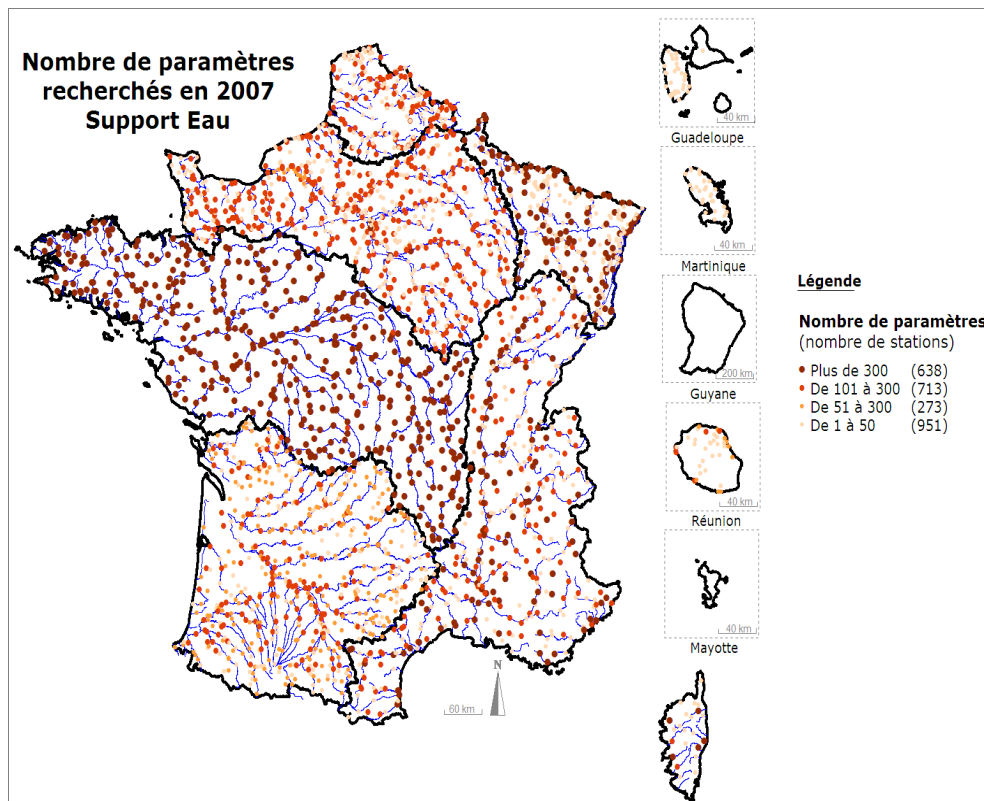 Nombre de paramètres
recherchés en 2007
Support Eau
40 km
Guadeloupe
40 km
Martinique
200 km
Guyane
40 km
Réunion
40 km
Mayotte
N
60 km
Légende
Nombre de paramètres
(nombre de stations)
Plus de 300 (638)
De 101 à 300 (713)
De 51 à 300 (273)
De 1 à 50 (951)